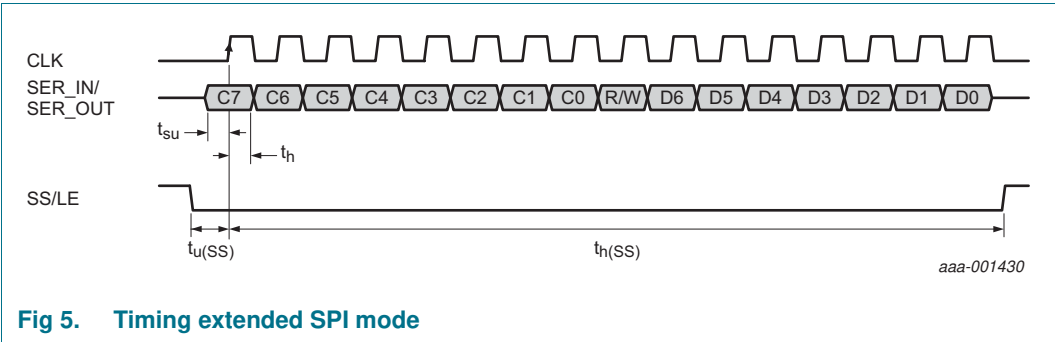 CLK
SER_IN/
SER_OUT
C7 C6 C5 C4 C3 C2 C1 C0 R/W D6 D5 D4 D3 D2 D1 D0
tsu
th
SS/LE
tu(SS)
th(SS)
aaa-001430
Fig 5. Timing extended SPI mode